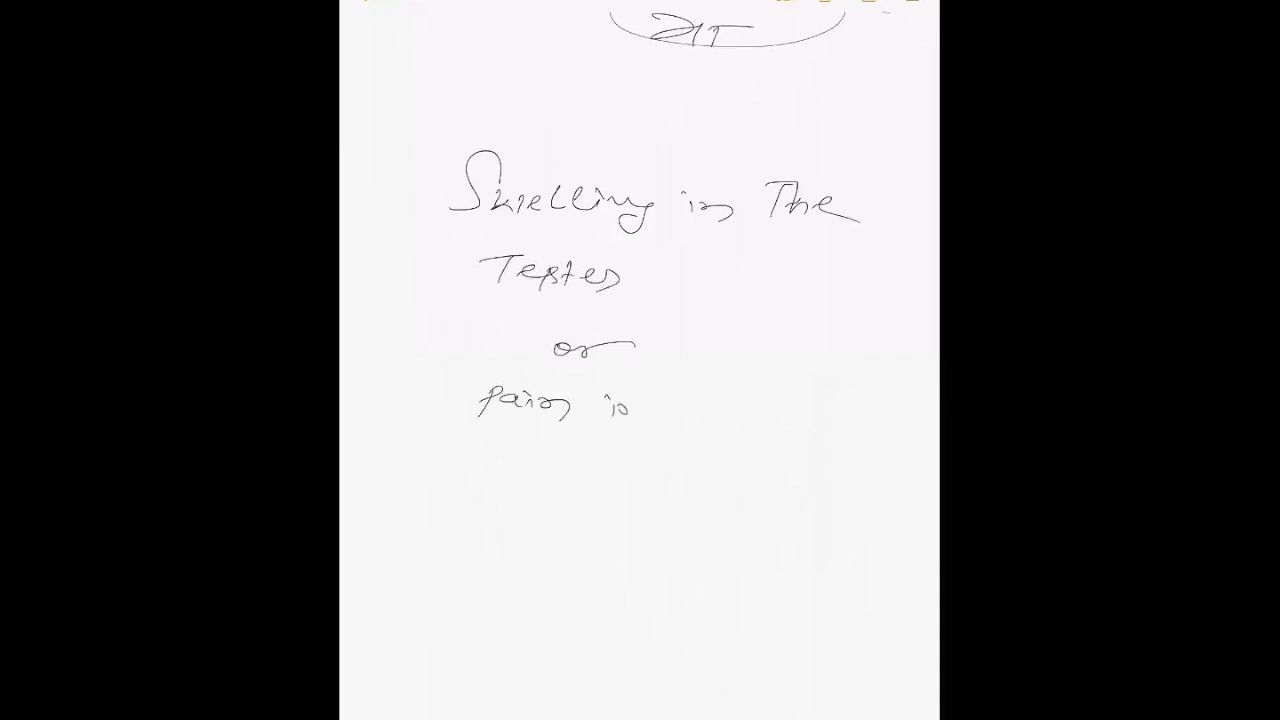 Swelling in The
Testes
or
pain in